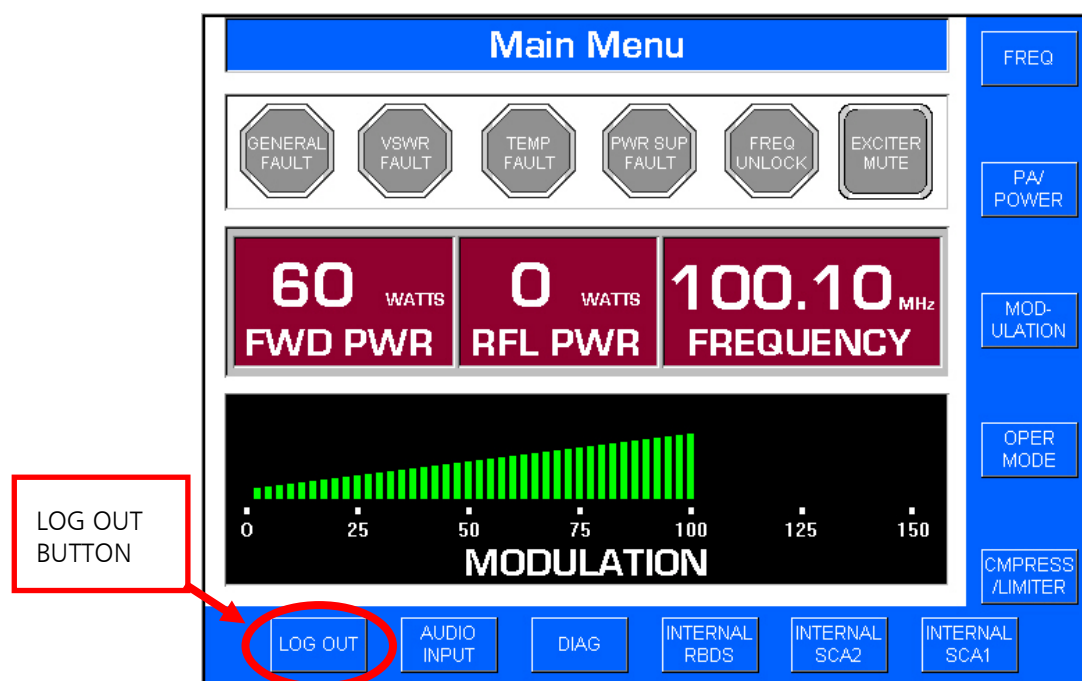 Main Menu
FREQ
GENERAL
FAULT
VSWR
FAULT
TEMP
FAULT
PWR SUP
FAULT
FREQ
UNLOCK
EXCITER
MUTE
PA/
POWER
60 WATTS
FWD PWR
0 WATTS
RFL PWR
100.10 MHz
FREQUENCY
MOD-
ULATION
OPER
MODE
0 25 50 75 100 125 150
MODULATION
CMPRESS
/LIMITER
LOG OUT
BUTTON
LOG OUT
AUDIO
INPUT
DIAG
INTERNAL
RBDS
INTERNAL
SCA2
INTERNAL
SCA1